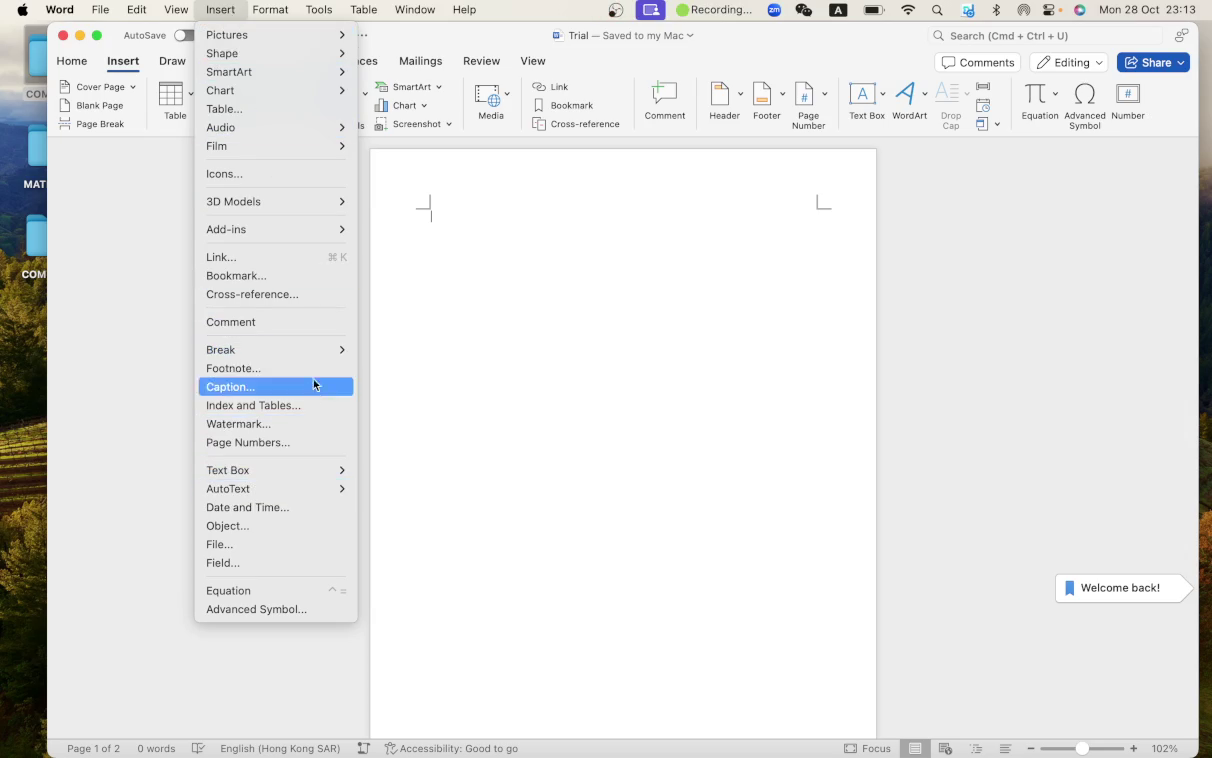 Word File Edit View Insert Format Tools Table Window Help Recording... zm A Mon 28 Oct 23:13
AutoSave Trial — Saved to my Mac Search (Cmd + Ctrl + U)
Home Insert Draw ces Mailings Review View Comments Editing Share
Cover Page
Blank Page
Page Break
Table
ls
SmartArt
Chart
Screenshot
Media
Link
Bookmark
Cross-reference
Comment
Header
Footer
Page
Number
Text Box
WordArt
Drop
Cap
Equation
Advanced
Symbol
Number
Pictures
Shape
SmartArt
Chart
Table...
Audio
Film
Icons...
3D Models
Add-ins
Link... ⌘ K
Bookmark...
Cross-reference...
Comment
Break
Footnote...
Caption...
Index and Tables...
Watermark...
Page Numbers...
Text Box
AutoText
Date and Time...
Object...
File...
Field...
Equation ^ =
Advanced Symbol...
COM
MAT
COM
Welcome back!
Page 1 of 2 0 words English (Hong Kong SAR) Accessibility: Good to go Focus 102%